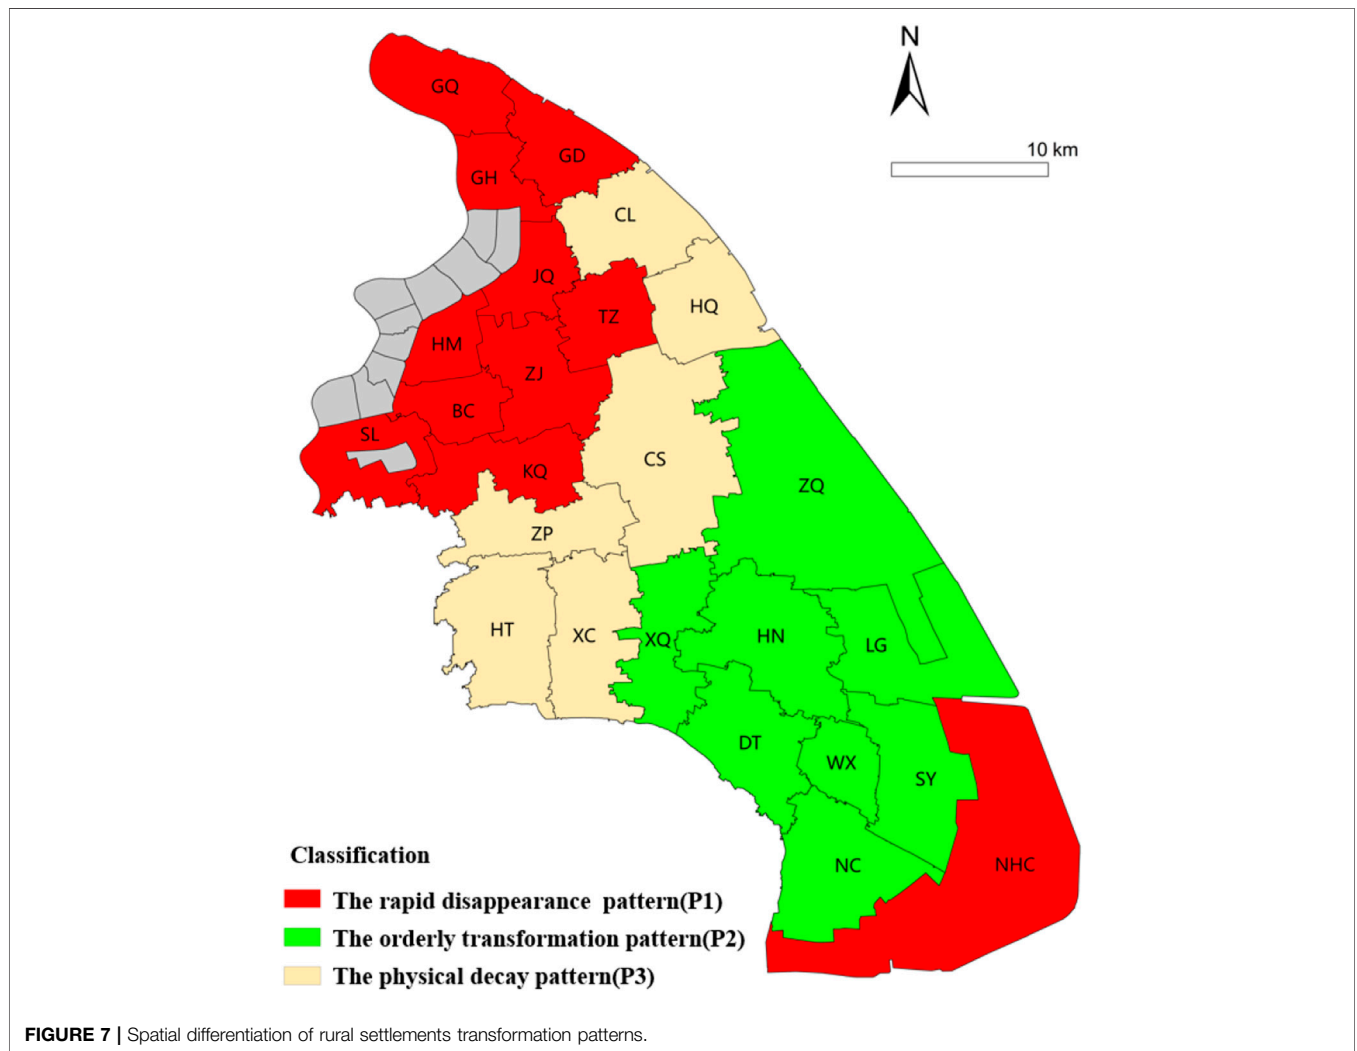 N
10 km
GQ
GD
GH
CL
JQ
HQ
TZ
HM
ZJ
BC
SL
CS
KQ
ZQ
ZP
HT
XC
XQ
HN
LG
DT
WX
SY
NC
NHC
Classification
The rapid disappearance pattern(P1)
The orderly transformation pattern(P2)
The physical decay pattern(P3)
FIGURE 7 | Spatial differentiation of rural settlements transformation patterns.